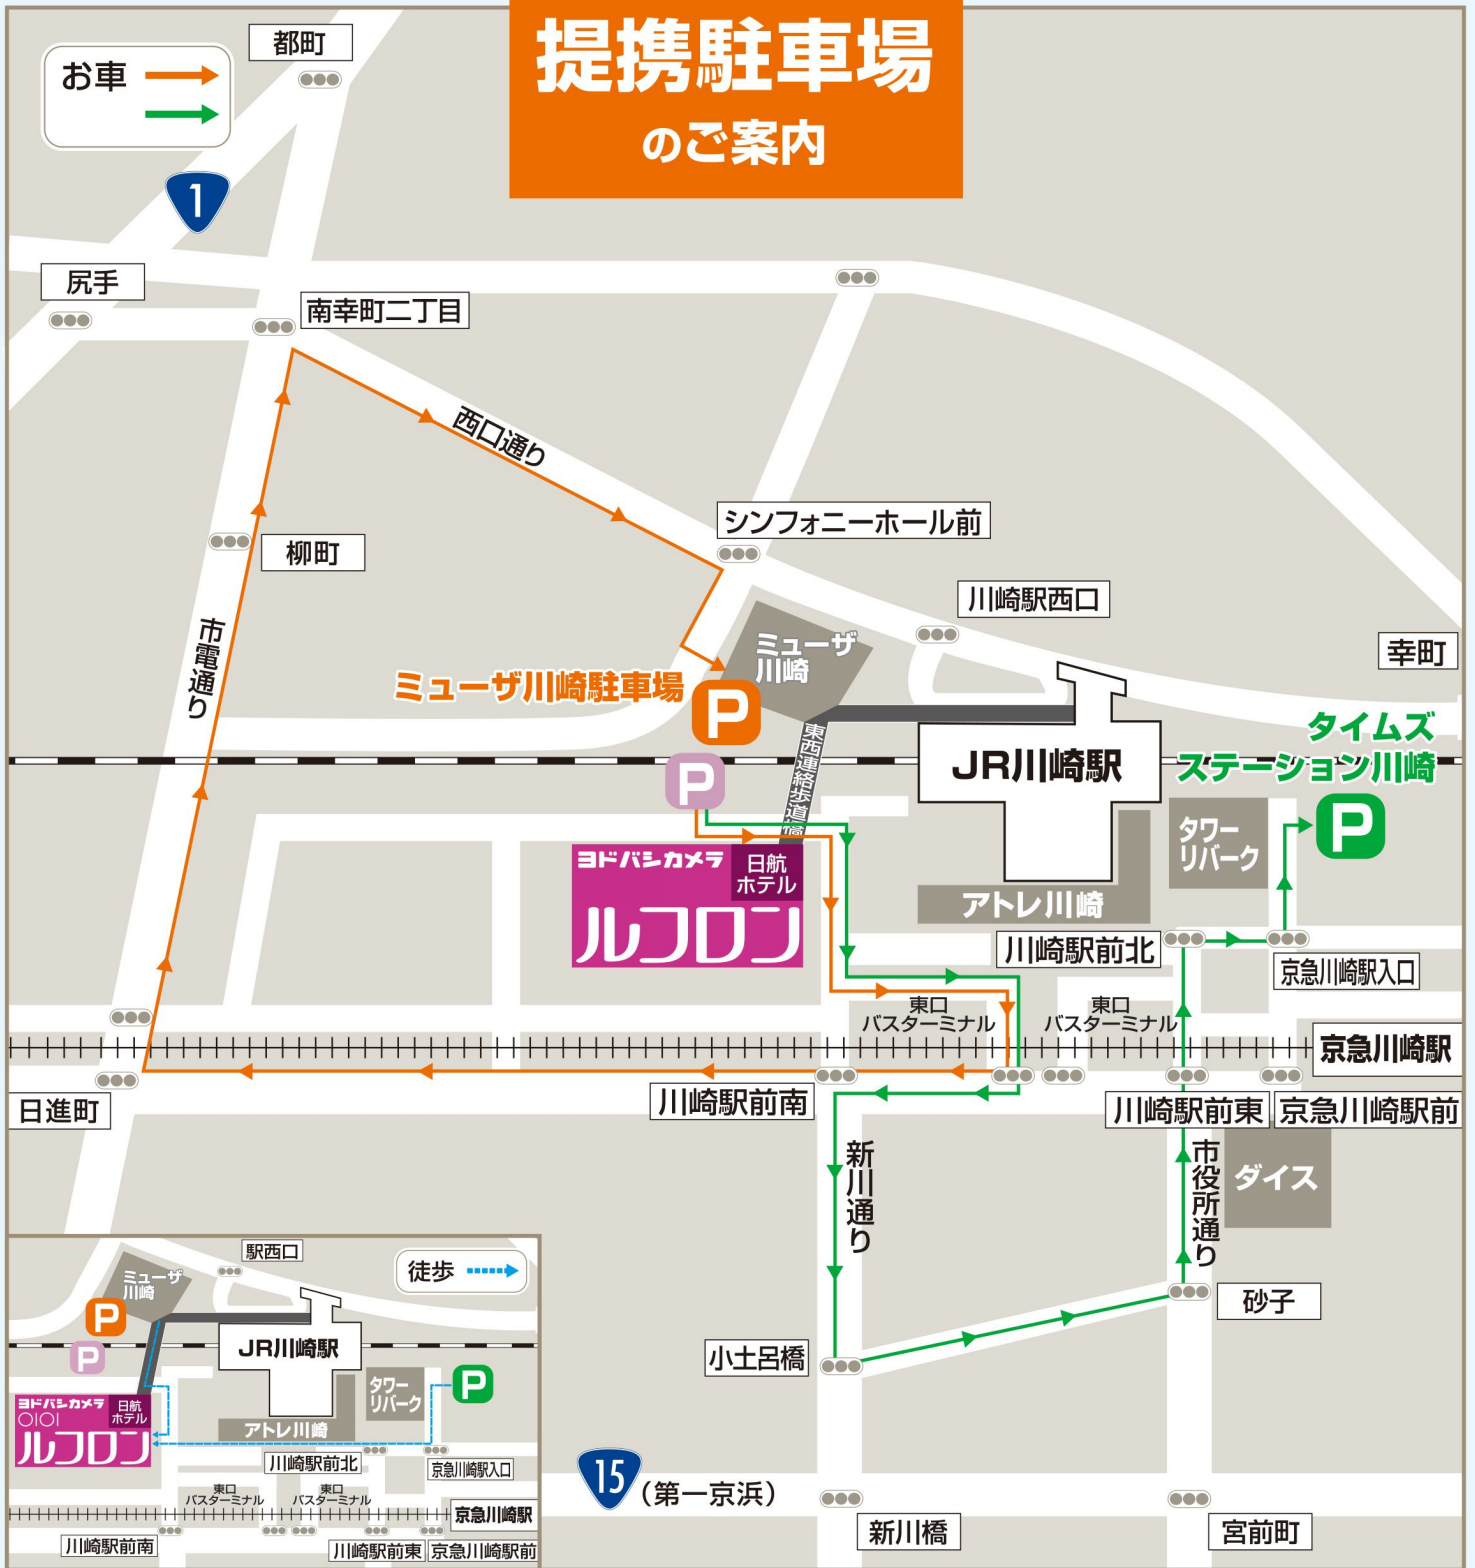 提携駐車場
のご案内
お車
都町
1
尻手
南幸町二丁目
西口通り
シンフォニーホール前
柳町
川崎駅西口
市電通り
ミューザ
川崎
幸町
ミューザ川崎駐車場
P
東西連絡歩道橋
タイムズ
ステーション川崎
P
JR川崎駅
P
タワー
リバーク
ヨドバシカメラ
日航
ホテル
ルフロン
アトレ川崎
川崎駅前北
京急川崎駅入口
東口
バスターミナル
東口
バスターミナル
京急川崎駅
日進町
川崎駅前南
川崎駅前東
京急川崎駅前
新川通り
市役所通り
ダイス
砂子
小土呂橋
15
(第一京浜)
新川橋
宮前町
駅西口
徒歩
ミューザ
川崎
P
P
JR川崎駅
タワー
リバーク
P
ヨドバシカメラ
日航
ホテル
OIOI
ルフロン
アトレ川崎
川崎駅前北
京急川崎駅入口
東口
バスターミナル
東口
バスターミナル
京急川崎駅
川崎駅前南
川崎駅前東
京急川崎駅前